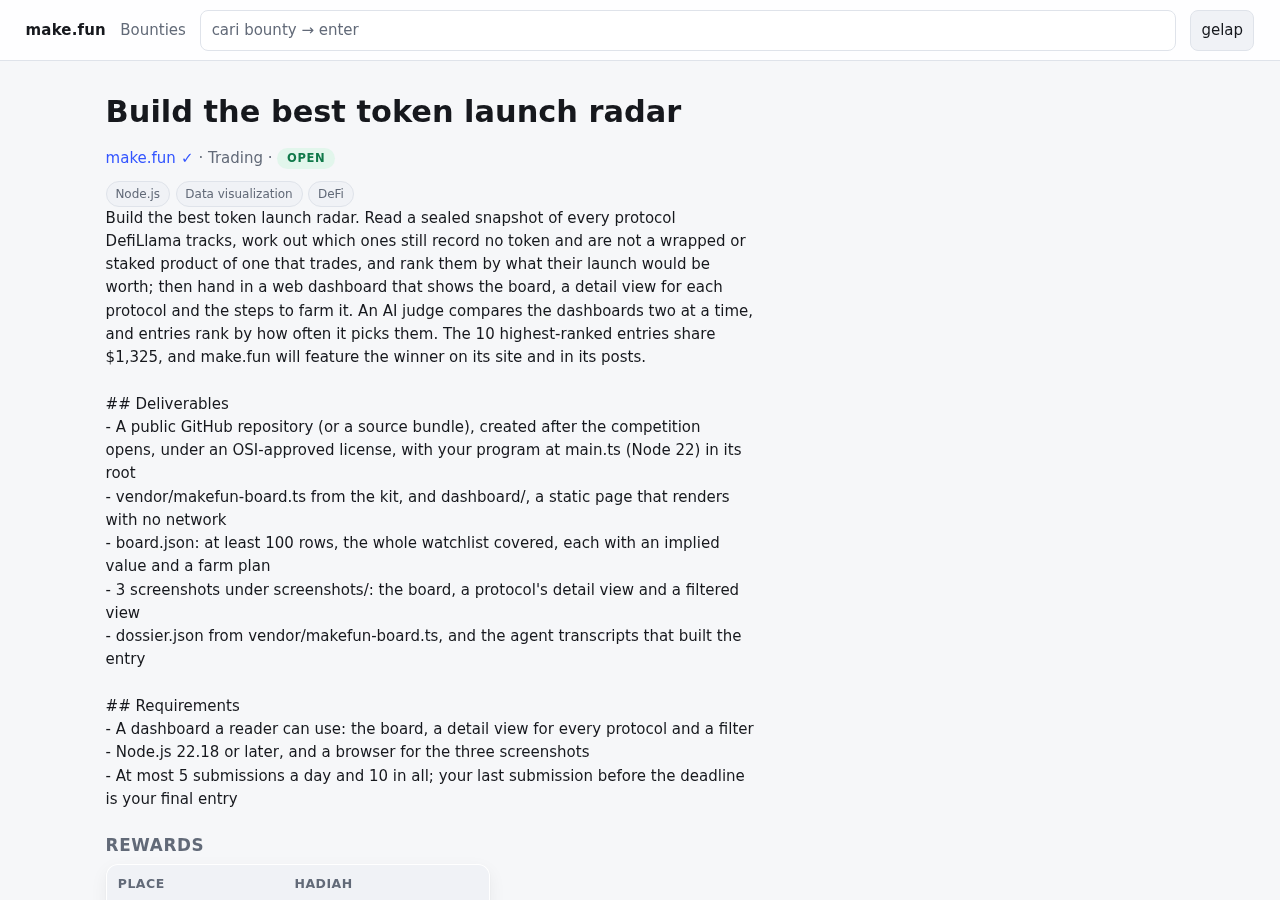 make.fun Bounties cari bounty → enter gelap
Build the best token launch radar
make.fun ✓ · Trading · OPEN
Node.js Data visualization DeFi
Build the best token launch radar. Read a sealed snapshot of every protocol
DefiLlama tracks, work out which ones still record no token and are not a wrapped or
staked product of one that trades, and rank them by what their launch would be
worth; then hand in a web dashboard that shows the board, a detail view for each
protocol and the steps to farm it. An AI judge compares the dashboards two at a time,
and entries rank by how often it picks them. The 10 highest-ranked entries share
$1,325, and make.fun will feature the winner on its site and in its posts.
## Deliverables
- A public GitHub repository (or a source bundle), created after the competition
opens, under an OSI-approved license, with your program at main.ts (Node 22) in its
root
- vendor/makefun-board.ts from the kit, and dashboard/, a static page that renders
with no network
- board.json: at least 100 rows, the whole watchlist covered, each with an implied
value and a farm plan
- 3 screenshots under screenshots/: the board, a protocol's detail view and a filtered
view
- dossier.json from vendor/makefun-board.ts, and the agent transcripts that built the
entry
## Requirements
- A dashboard a reader can use: the board, a detail view for every protocol and a filter
- Node.js 22.18 or later, and a browser for the three screenshots
- At most 5 submissions a day and 10 in all; your last submission before the deadline
is your final entry
REWARDS
PLACE HADIAH